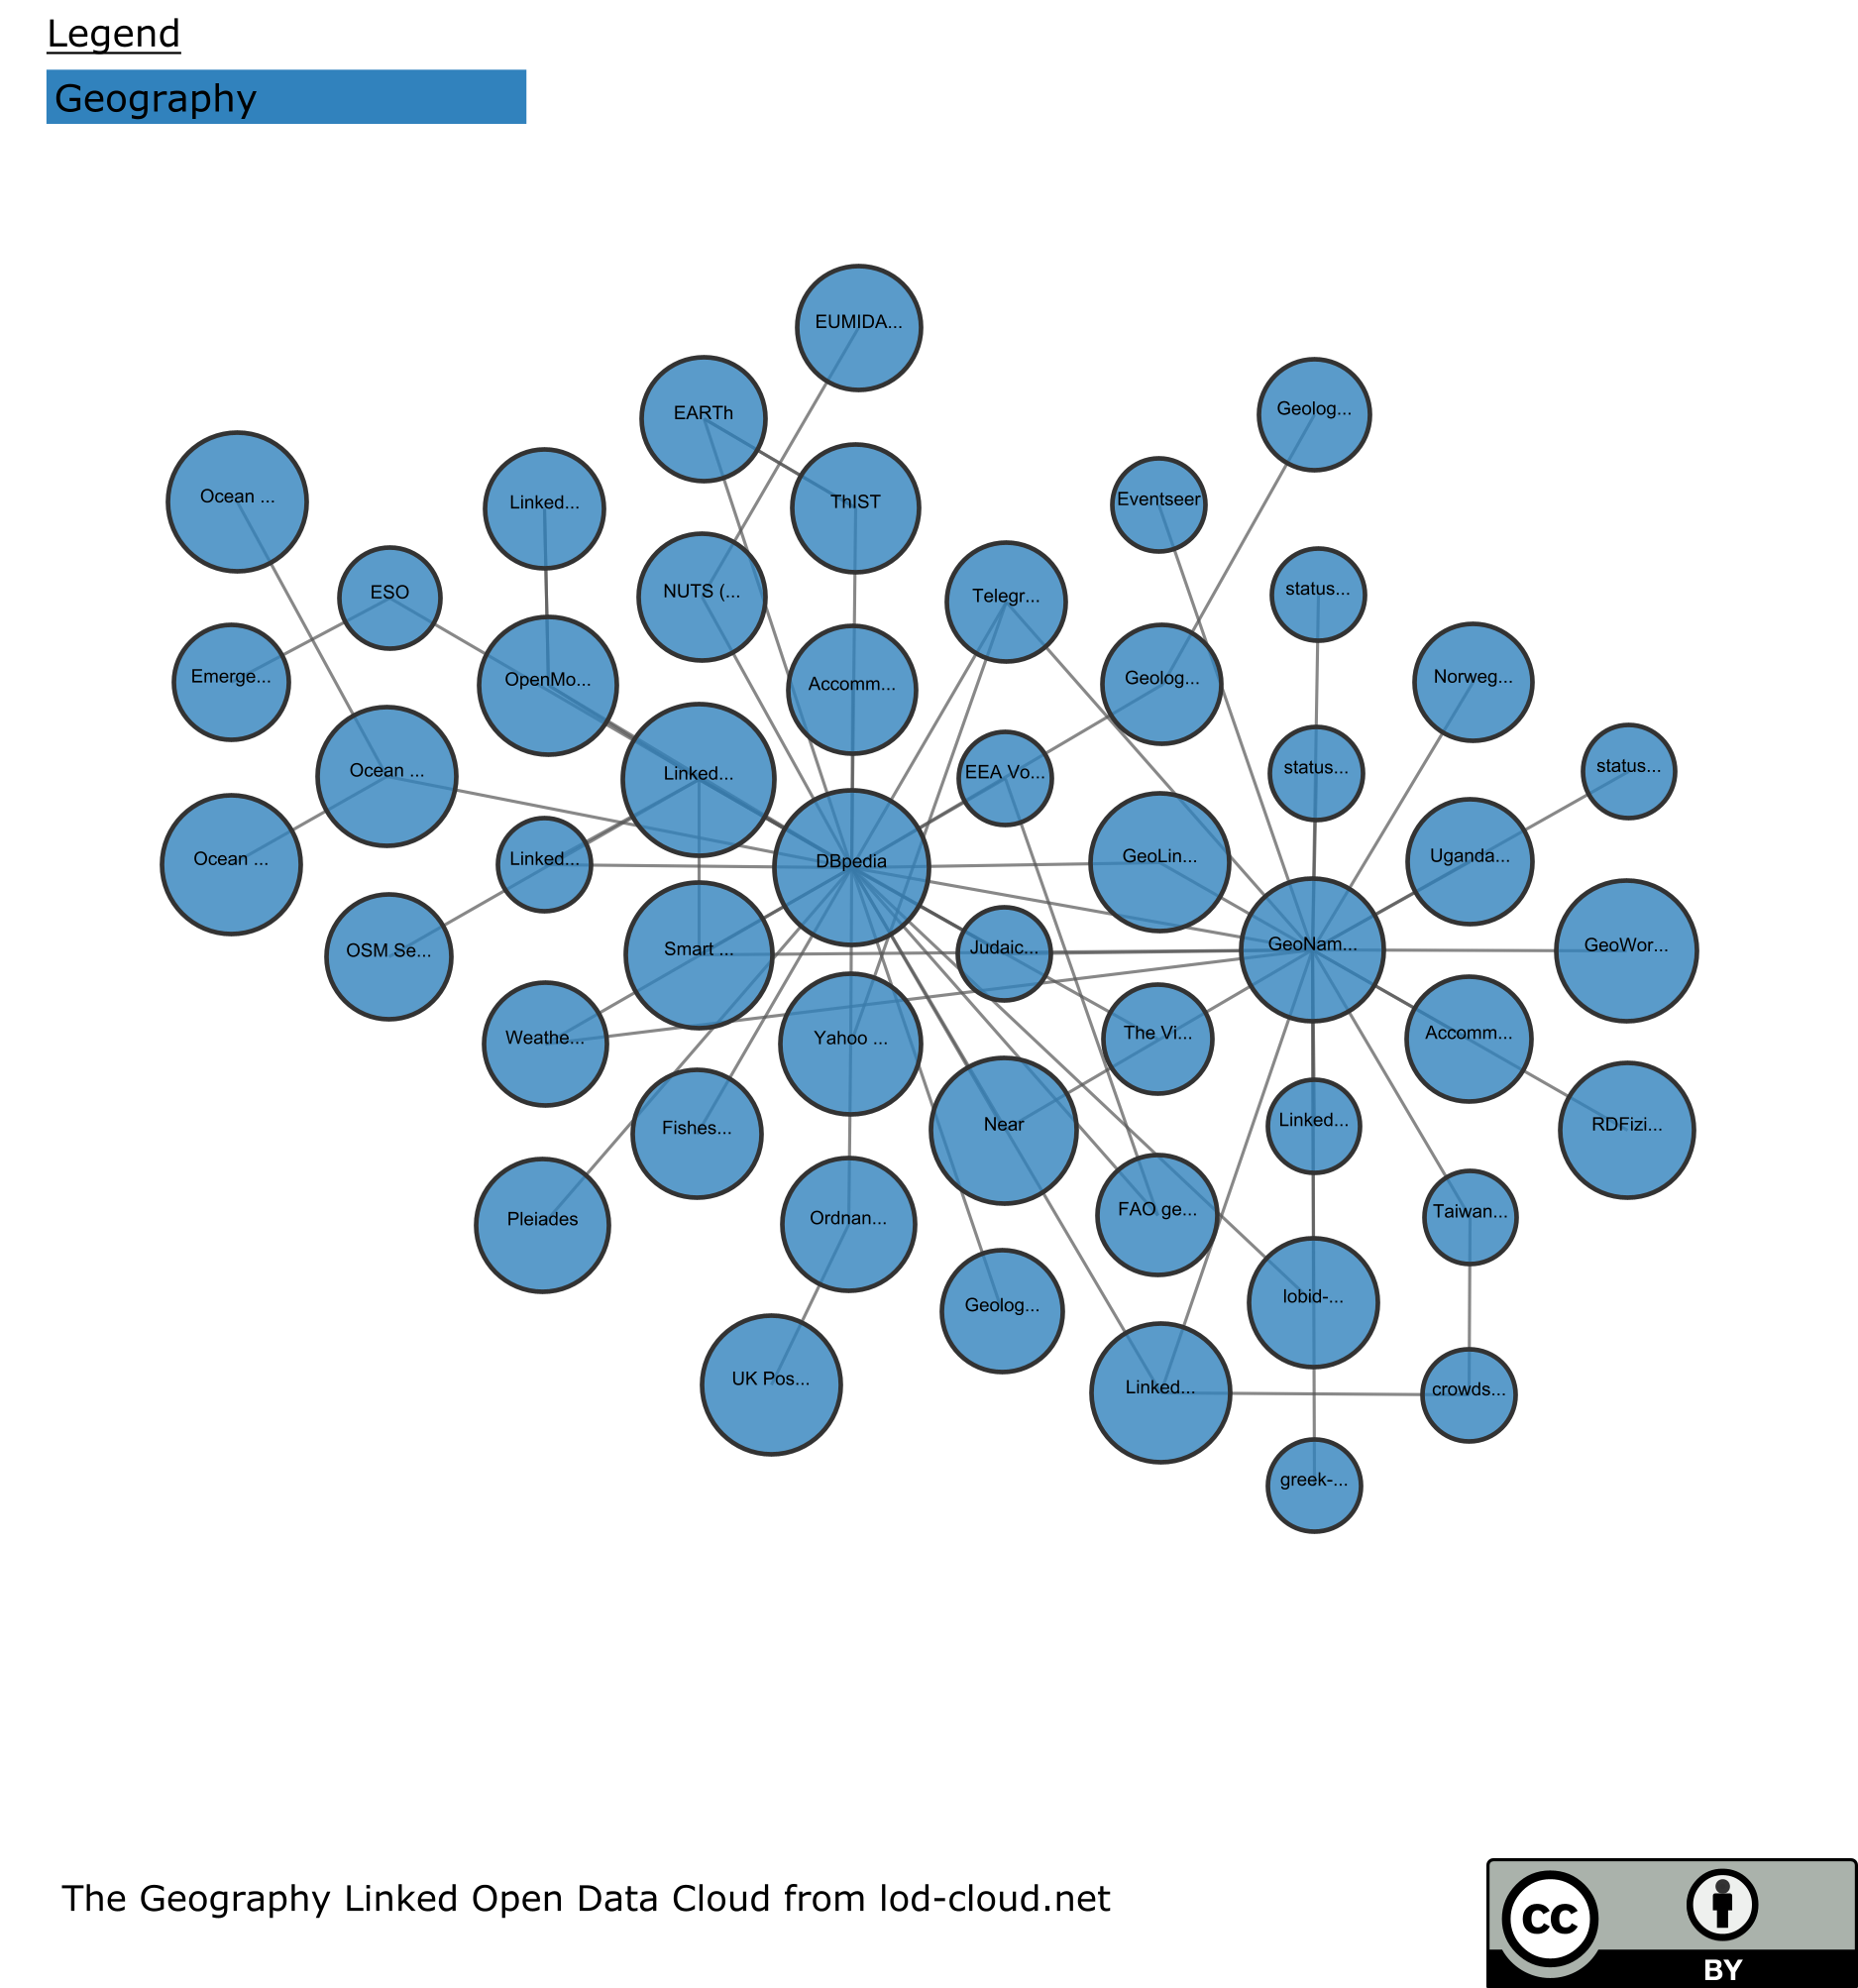 Legend
Geography
EUMIDA...
EARTh
Geolog...
Ocean ...
Linked...
ThIST
Eventseer
ESO
NUTS (...
Telegr...
status...
Emerge...
OpenMo...
Accomm...
Geolog...
Norweg...
Ocean ...
Linked...
EEA Vo...
status...
status...
Ocean ...
Linked...
DBpedia
GeoLin...
Uganda...
OSM Se...
Smart ...
Judaic...
GeoNam...
GeoWor...
Weathe...
Yahoo ...
The Vi...
Accomm...
Fishes...
Near
Linked...
RDFizi...
Pleiades
Ordnan...
FAO ge...
Taiwan...
Geolog...
lobid-...
UK Pos...
Linked...
crowds...
greek-...
The Geography Linked Open Data Cloud from lod-cloud.net
cc
BY